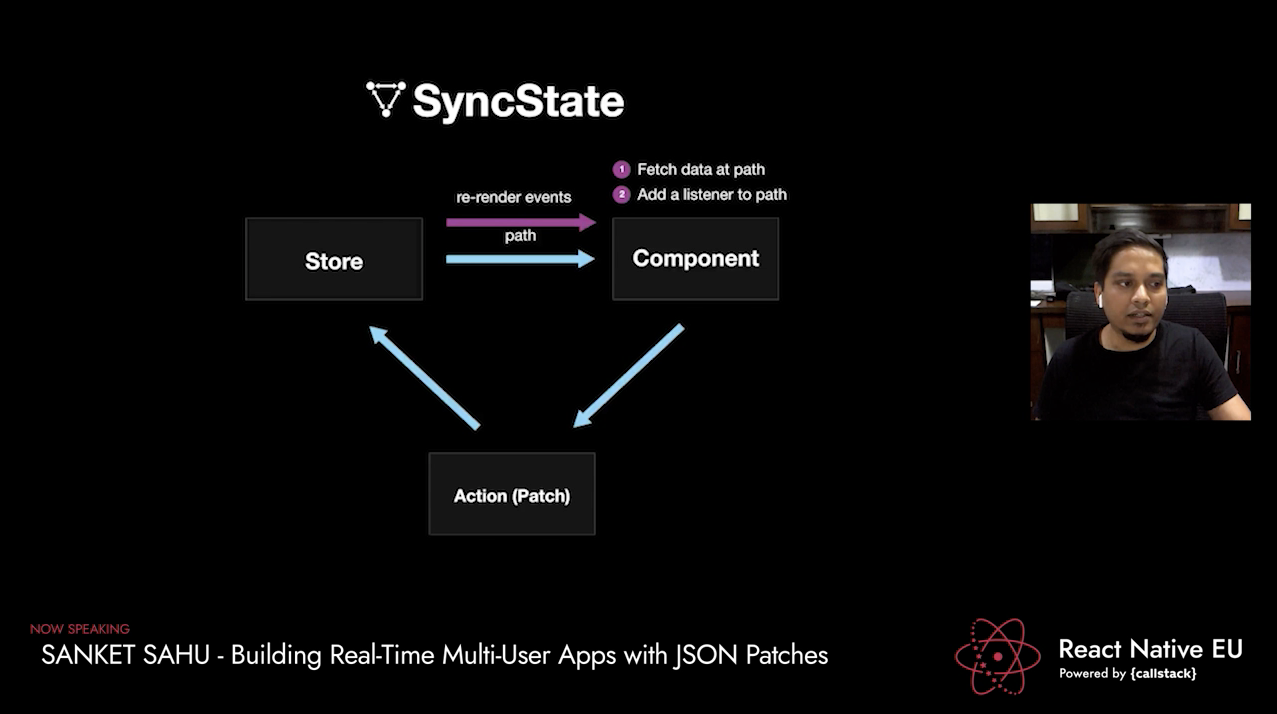 SyncState
1 Fetch data at path
2 Add a listener to path
re-render events
path
Store
Component
Action (Patch)
NOW SPEAKING
SANKET SAHU - Building Real-Time Multi-User Apps with JSON Patches
React Native EU
Powered by {callstack}